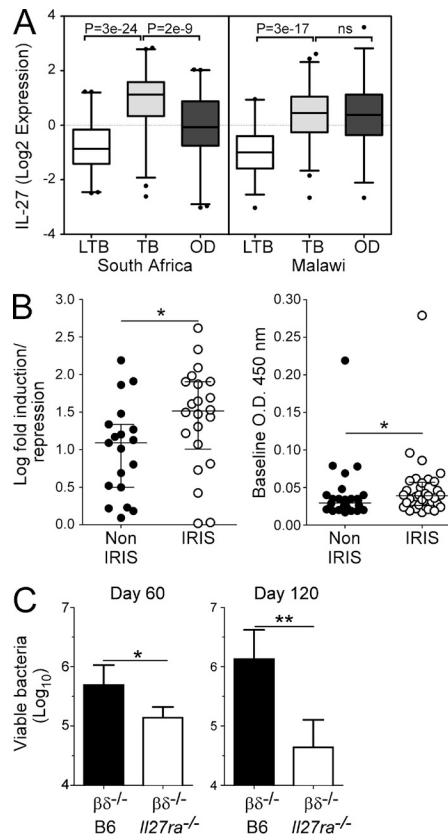 A
P=3e-24 P=2e-9 P=3e-17 ns
IL-27 (Log2 Expression)
4
2
0
-2
-4
LTB TB OD LTB TB OD
South Africa Malawi
B
Log fold induction/
repression
3.0
2.5
2.0
1.5
1.0
0.5
0.0
*
Non
IRIS
IRIS
Baseline O.D. 450 nm
0.30
0.25
0.20
0.15
0.10
0.05
0.00
*
Non
IRIS
IRIS
C
Day 60 Day 120
Viable bacteria
(Log10)
7
6
5
4
*
βδ-/- βδ-/-
B6 Il27ra-/-
7
6
5
4
**
βδ-/- βδ-/-
B6 Il27ra-/-